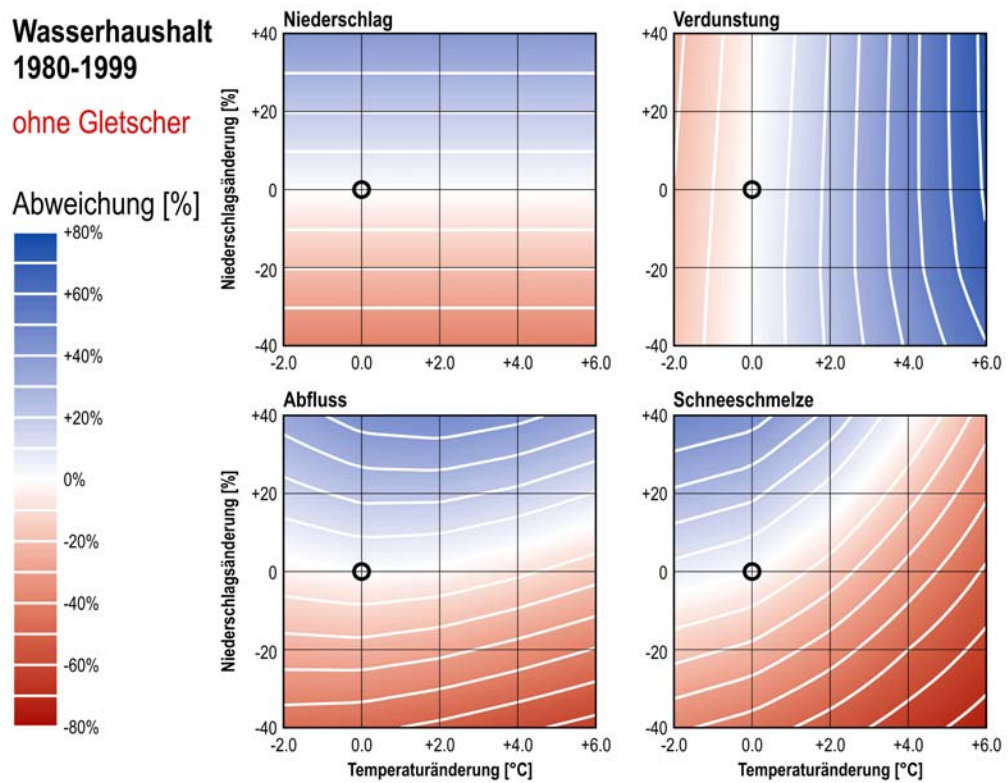 Wasserhaushalt
1980-1999
ohne Gletscher
Abweichung [%]
+80%
+60%
+40%
+20%
0%
-20%
-40%
-60%
-80%
Niederschlag
Niederschlagsänderung [%]
+40
+20
0
-20
-40
-2.0 0.0 +2.0 +4.0 +6.0
Verdunstung
+40
+20
0
-20
-40
-2.0 0.0 +2.0 +4.0 +6.0
Abfluss
Niederschlagsänderung [%]
+40
+20
0
-20
-40
-2.0 0.0 +2.0 +4.0 +6.0
Temperaturänderung [°C]
Schneeschmelze
+40
+20
0
-20
-40
-2.0 0.0 +2.0 +4.0 +6.0
Temperaturänderung [°C]